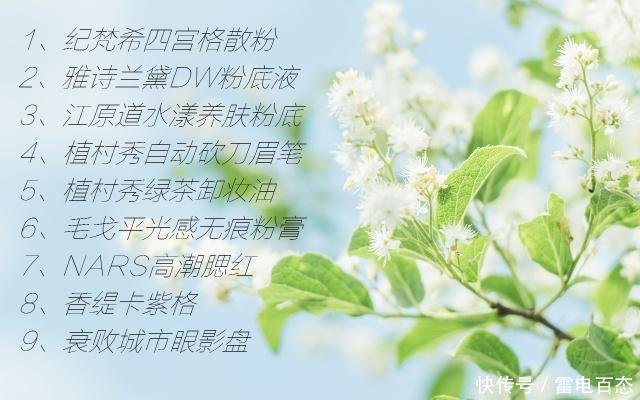 1、纪梵希四宫格散粉
2、雅诗兰黛DW粉底液
3、江原道水漾养肤粉底
4、植村秀自动砍刀眉笔
5、植村秀绿茶卸妆油
6、毛戈平光感无痕粉膏
7、NARS高潮腮红
8、香缇卡紫格
9、衰败城市眼影盘
快传号/雷电百态